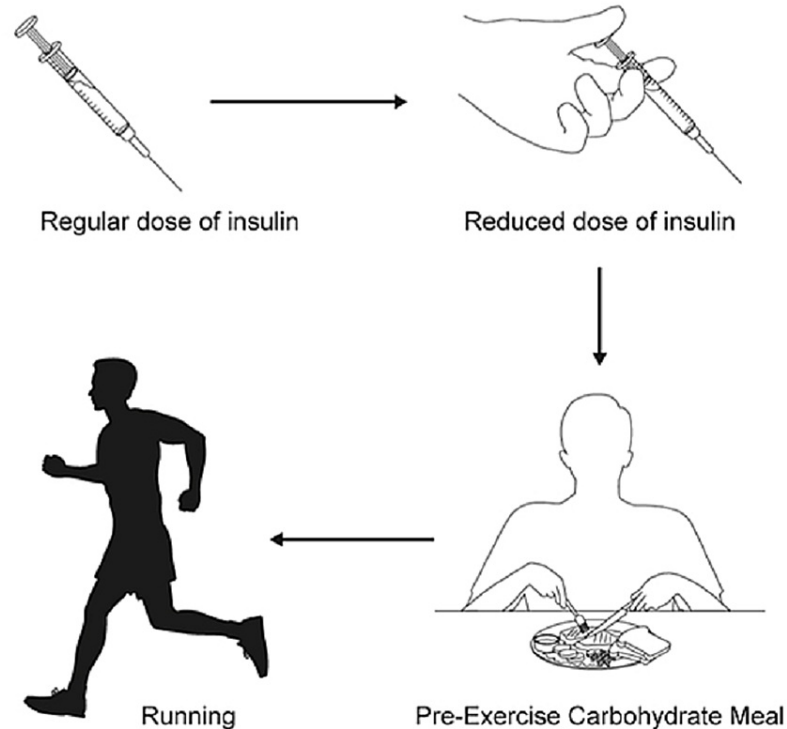 Regular dose of insulin
Reduced dose of insulin
Pre-Exercise Carbohydrate Meal
Running